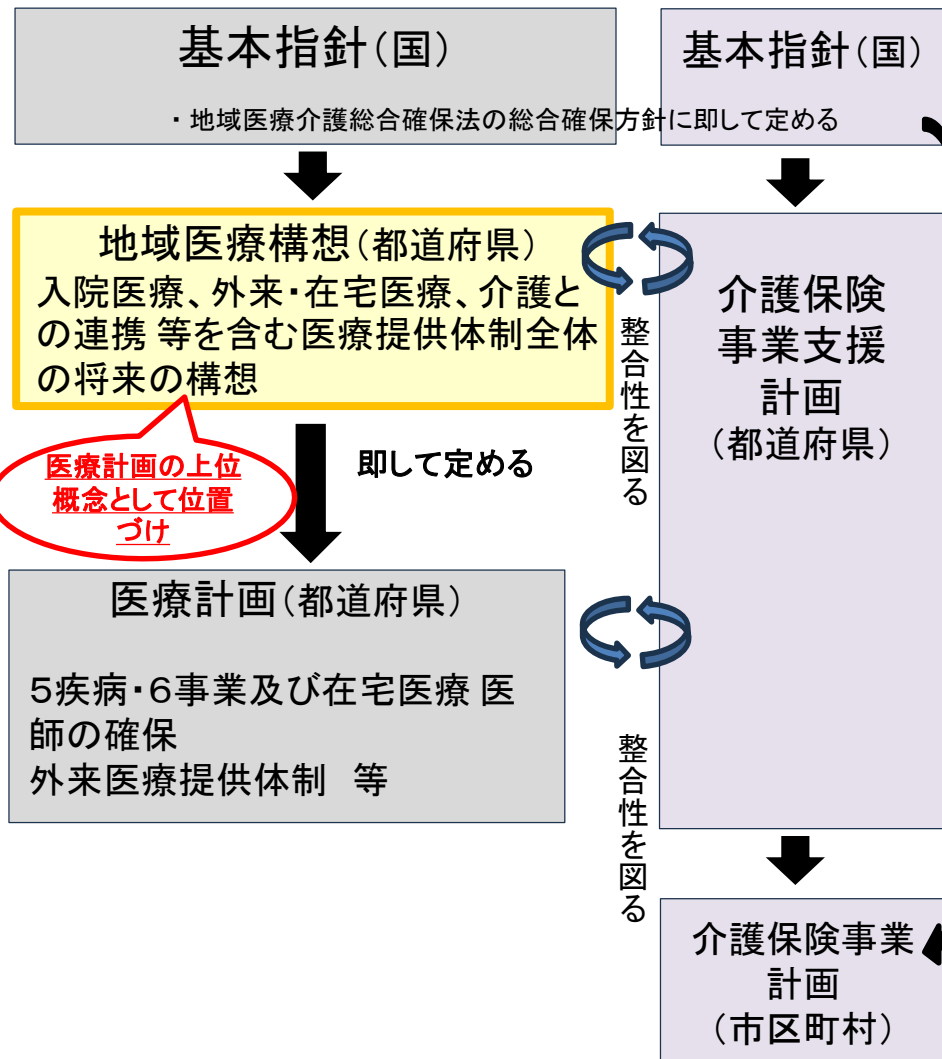 基本指針(国)
・地域医療介護総合確保法の総合確保方針に即して定める
基本指針(国)
地域医療構想(都道府県)
入院医療、外来・在宅医療、介護と
の連携 等を含む医療提供体制全体
の将来の構想
整合性を図る
介護保険
事業支援
計画
(都道府県)
医療計画の上位
概念として位置
づけ
即して定める
医療計画(都道府県)
5疾病・6事業及び在宅医療 医
師の確保
外来医療提供体制 等
整合性を図る
介護保険事業
計画
(市区町村)